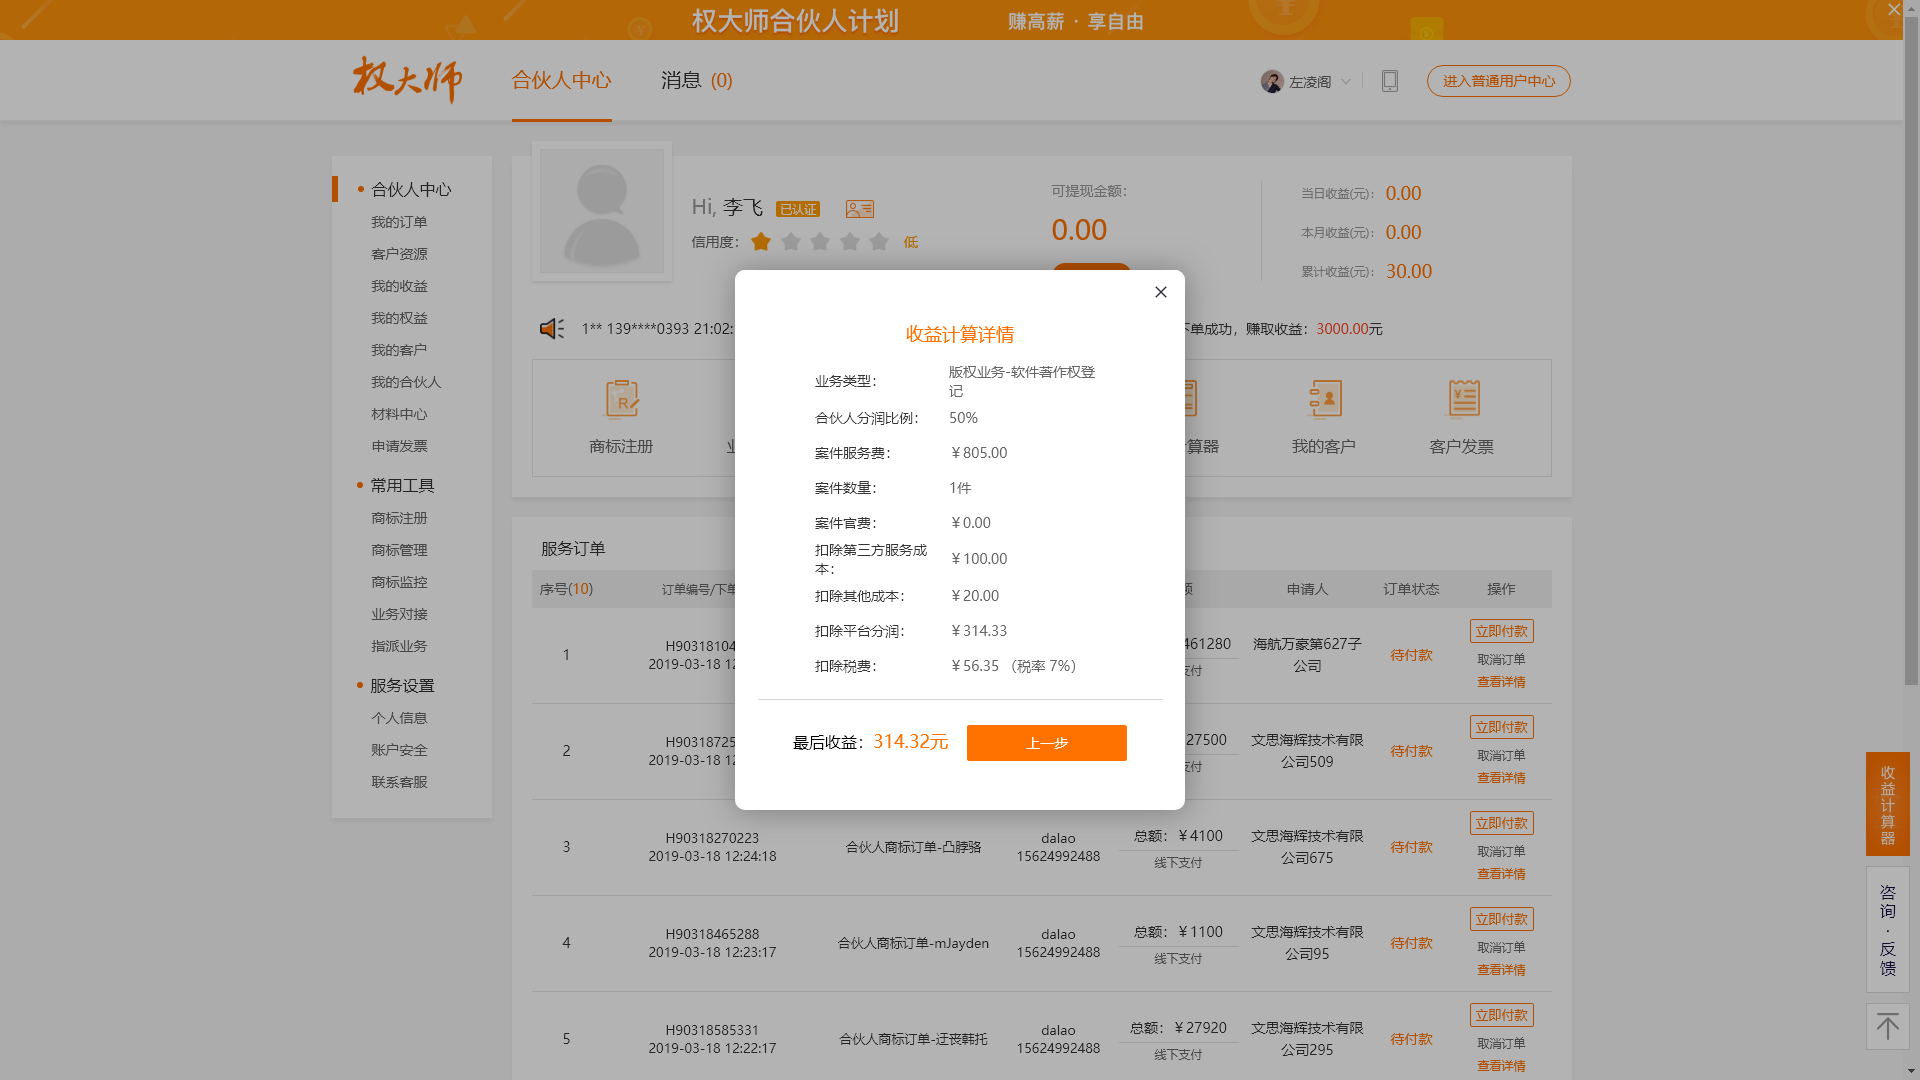 权大师合伙人计划
赚高薪 · 享自由
权大师
合伙人中心
消息 (0)
左凌阁
进入普通用户中心
合伙人中心
我的订单
客户资源
我的收益
我的权益
我的客户
我的合伙人
材料中心
申请发票
常用工具
商标注册
商标管理
商标监控
业务对接
指派业务
服务设置
个人信息
账户安全
联系客服
Hi, 李飞 已认证
信用度： 低
可提现金额：
0.00
当日收益(元)： 0.00
本月收益(元)： 0.00
累计收益(元)： 30.00
1** 139****0393 21:02:
下单成功，赚取收益：3000.00元
商标注册
业
算器
我的客户
客户发票
收益计算详情
业务类型： 版权业务-软件著作权登
记
合伙人分润比例： 50%
案件服务费： ￥805.00
案件数量： 1件
案件官费： ￥0.00
扣除第三方服务成
本： ￥100.00
扣除其他成本： ￥20.00
扣除平台分润： ￥314.33
扣除税费： ￥56.35 （税率 7%）
最后收益：314.32元
上一步
服务订单
序号(10) 订单编号/下单 额 申请人 订单状态 操作
1
H90318104
2019-03-18 12
461280
支付
海航万豪第627子
公司
待付款
立即付款
取消订单
查看详情
2
H90318725
2019-03-18 12
27500
支付
文思海辉技术有限
公司509
待付款
立即付款
取消订单
查看详情
3
H90318270223
2019-03-18 12:24:18
合伙人商标订单-凸脖骆
dalao
15624992488
总额：￥4100
线下支付
文思海辉技术有限
公司675
待付款
立即付款
取消订单
查看详情
4
H90318465288
2019-03-18 12:23:17
合伙人商标订单-mJayden
dalao
15624992488
总额：￥1100
线下支付
文思海辉技术有限
公司95
待付款
立即付款
取消订单
查看详情
5
H90318585331
2019-03-18 12:22:17
合伙人商标订单-迂丧韩托
dalao
15624992488
总额：￥27920
线下支付
文思海辉技术有限
公司295
待付款
立即付款
取消订单
查看详情
收益计算器
咨询·反馈